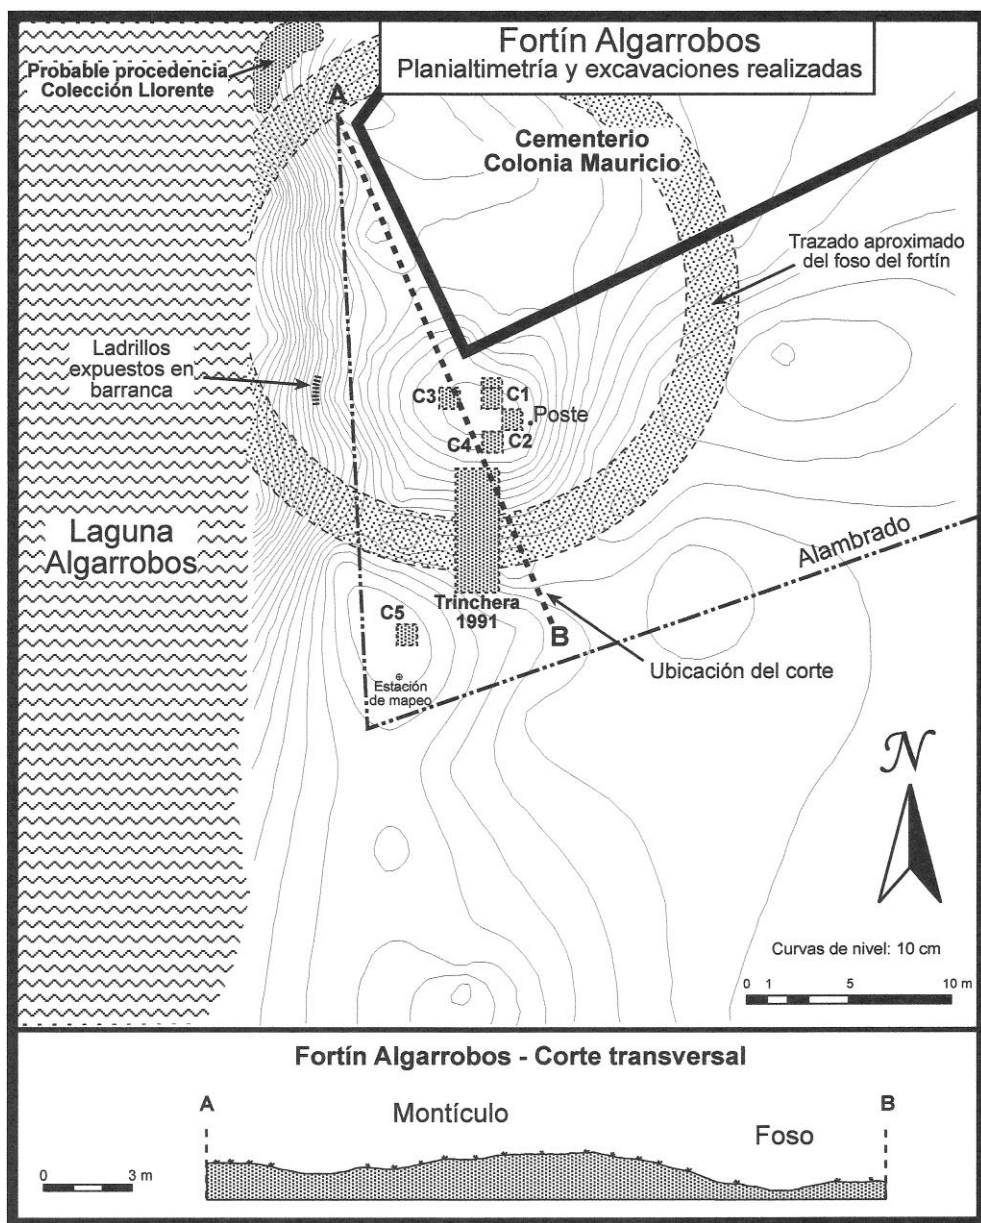 Fortín Algarrobos
Planialtimetría y excavaciones realizadas
Probable procedencia
Colección Llorente
A
Cementerio
Colonia Mauricio
Trazado aproximado
del foso del fortín
Ladrillos
expuestos en
barranca
C3
C1
Poste
C4
C2
Laguna
Algarrobos
Alambrado
Trinchera
1991
C5
B
Ubicación del corte
Estación
de mapeo
N
Curvas de nivel: 10 cm
0 1 5 10 m
Fortín Algarrobos - Corte transversal
A
Montículo
B
Foso
0 3 m